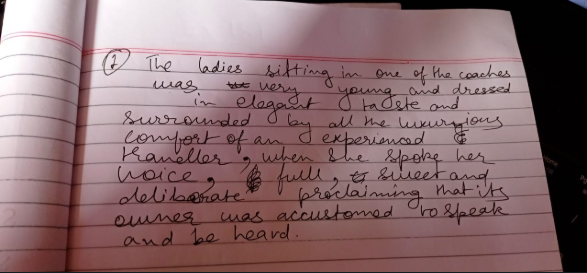 ② The ladies sitting in one of the coaches
was very young and dressed
in elegant taste and
surrounded by all the luxurious
comfort of an experienced
traveller, when she spoke her
voice, full, sweet and
deliberate proclaiming that its
owner was accustomed to speak
and be heard.